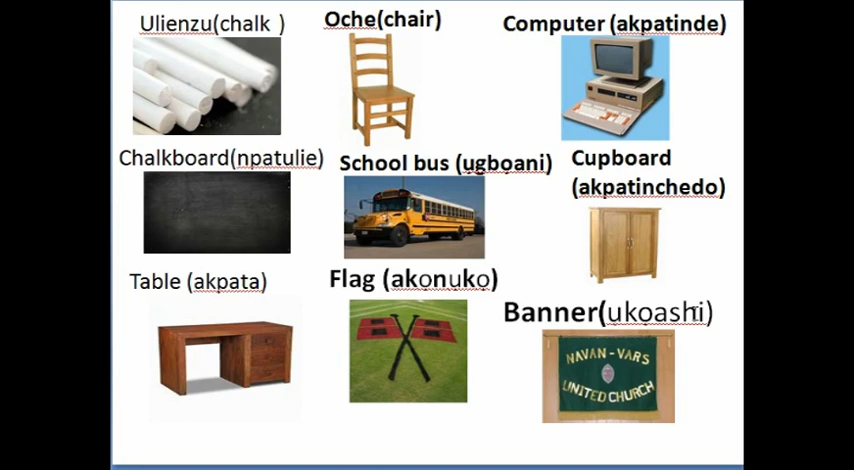 Ulienzu(chalk )
Oche(chair)
Computer (akpatinde)
Chalkboard(npatulie)
School bus (ugboani)
Cupboard
(akpatinchedo)
Table (akpata)
Flag (akonuko)
Banner(ukoashi)
NAVAN-VARS
UNITED CHURCH